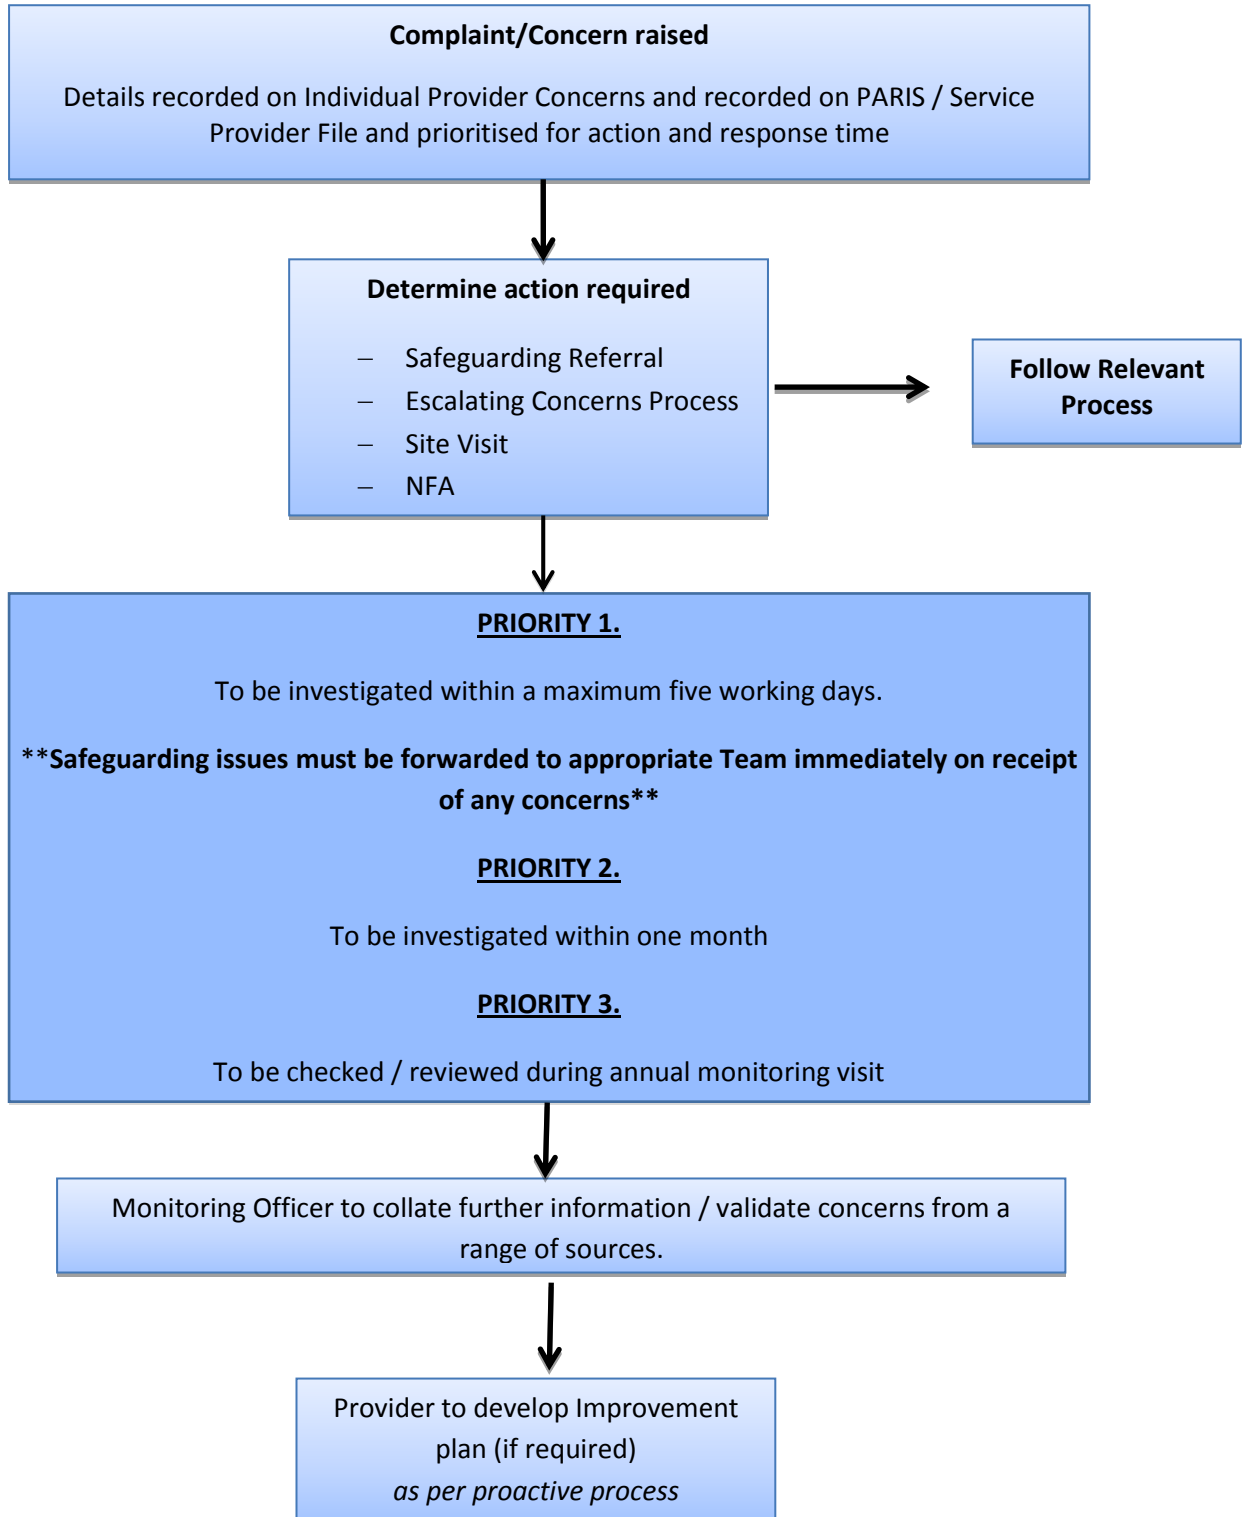 Complaint/Concern raised
Details recorded on Individual Provider Concerns and recorded on PARIS / Service
Provider File and prioritised for action and response time
Determine action required
– Safeguarding Referral
– Escalating Concerns Process
– Site Visit
– NFA
Follow Relevant
Process
PRIORITY 1.
To be investigated within a maximum five working days.
**Safeguarding issues must be forwarded to appropriate Team immediately on receipt
of any concerns**
PRIORITY 2.
To be investigated within one month
PRIORITY 3.
To be checked / reviewed during annual monitoring visit
Monitoring Officer to collate further information / validate concerns from a
range of sources.
Provider to develop Improvement
plan (if required)
as per proactive process